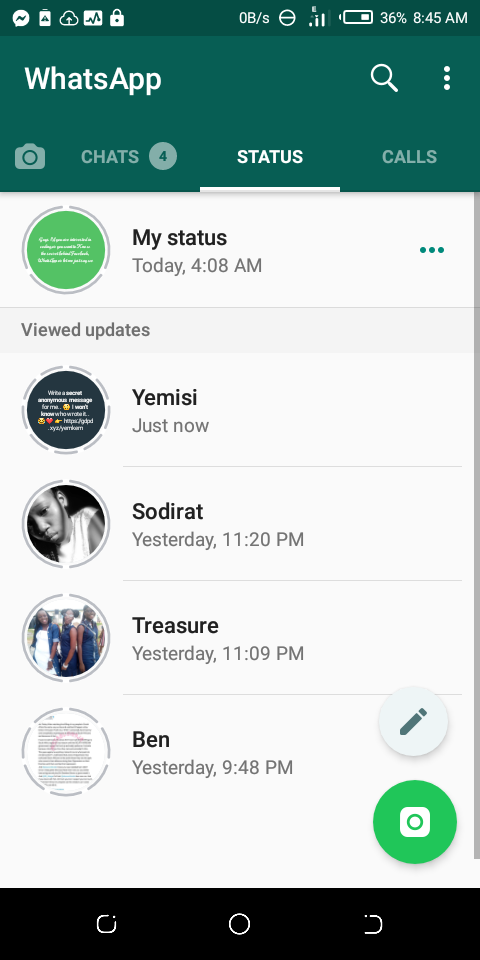 0B/s 36% 8:45 AM
WhatsApp
CHATS 4 STATUS CALLS
My status
Today, 4:08 AM
Viewed updates
Write a secret
anonymous message
for me.. 😉 I won't
know who wrote it..
😂❤️ 👉 https://gdpd
.xyz/yemkem
Yemisi
Just now
Sodirat
Yesterday, 11:20 PM
Treasure
Yesterday, 11:09 PM
Ben
Yesterday, 9:48 PM